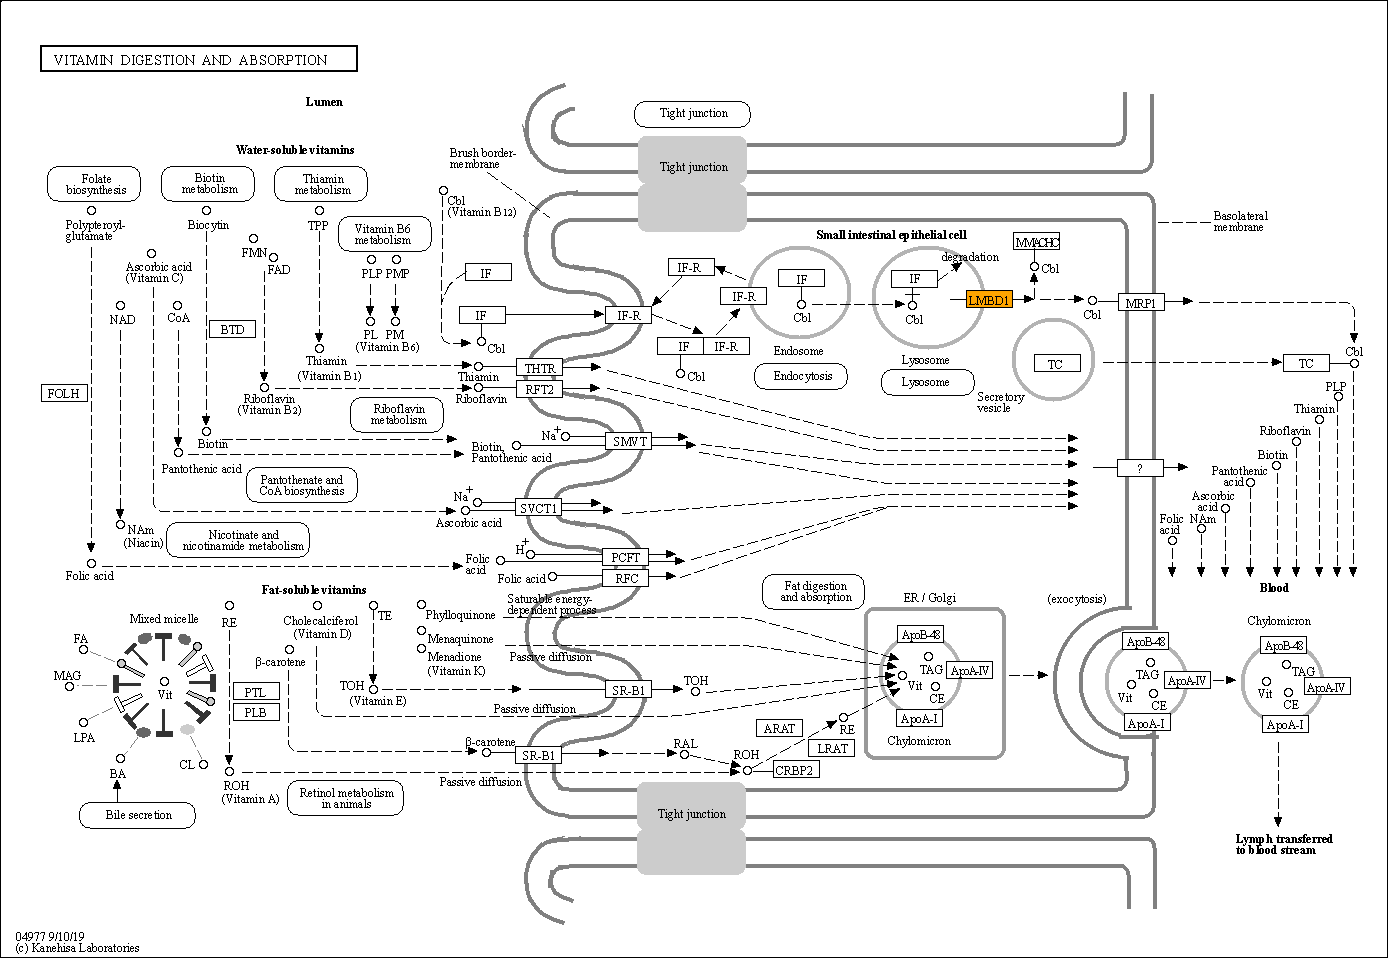 VITAMIN DIGESTION AND ABSORPTION
Lumen
Water-soluble vitamins
Folate
biosynthesis
Biotin
metabolism
Thiamin
metabolism
Vitamin B6
metabolism
Brush border-
membrane
Tight junction
Tight junction
Polypteroyl-
glutamate
Biocytin
TPP
Cbl
(Vitamin B12)
Ascorbic acid
(Vitamin C)
FMN
FAD
PLP
PMP
IF
NAD
CoA
BTD
PL
PM
(Vitamin B6)
IF
Cbl
Thiamin
(Vitamin B1)
Thiamin
Riboflavin
(Vitamin B2)
Riboflavin
Riboflavin
metabolism
FOLH
Biotin
Pantothenic acid
Biotin,
Pantothenic acid
Na+
Pantothenate and
CoA biosynthesis
Na+
Ascorbic acid
NAm
(Niacin)
Nicotinate and
nicotinamide metabolism
H+
Folic
acid
Folic acid
Folic acid
IF-R
THTR
RFT2
SMVT
SVCT1
PCFT
RFC
Small intestinal epithelial cell
IF-R
IF-R
IF
IF-R
Cbl
IF
Cbl
Endosome
Endocytosis
IF
Cbl
degradation
Lysosome
Lysosome
LMBD1
MMACHC
Cbl
Cbl
MRP1
TC
Secretory
vesicle
Basolateral
membrane
TC
Cbl
PLP
Thiamin
Riboflavin
Biotin
Pantothenic
acid
Ascorbic
acid
NAm
Folic
acid
?
Blood
Fat-soluble vitamins
Mixed micelle
FA
MAG
LPA
BA
CL
Vit
Bile secretion
RE
PTL
PLB
ROH
(Vitamin A)
Retinol metabolism
in animals
Cholecalciferol
(Vitamin D)
β-carotene
TE
TOH
(Vitamin E)
Phylloquinone
Menaquinone
Menadione
(Vitamin K)
Saturable energy-
dependent process
Passive diffusion
Passive diffusion
β-carotene
Passive diffusion
SR-B1
SR-B1
TOH
RAL
ROH
CRBP2
ARAT
LRAT
RE
Fat digestion
and absorption
ER / Golgi
ApoB-48
TAG
ApoA-IV
Vit
CE
ApoA-I
Chylomicron
(exocytosis)
ApoB-48
TAG
ApoA-IV
Vit
CE
ApoA-I
Chylomicron
ApoB-48
TAG
ApoA-IV
Vit
CE
ApoA-I
Tight junction
Lymph transferred
to blood stream
04977 9/10/19
(c) Kanehisa Laboratories